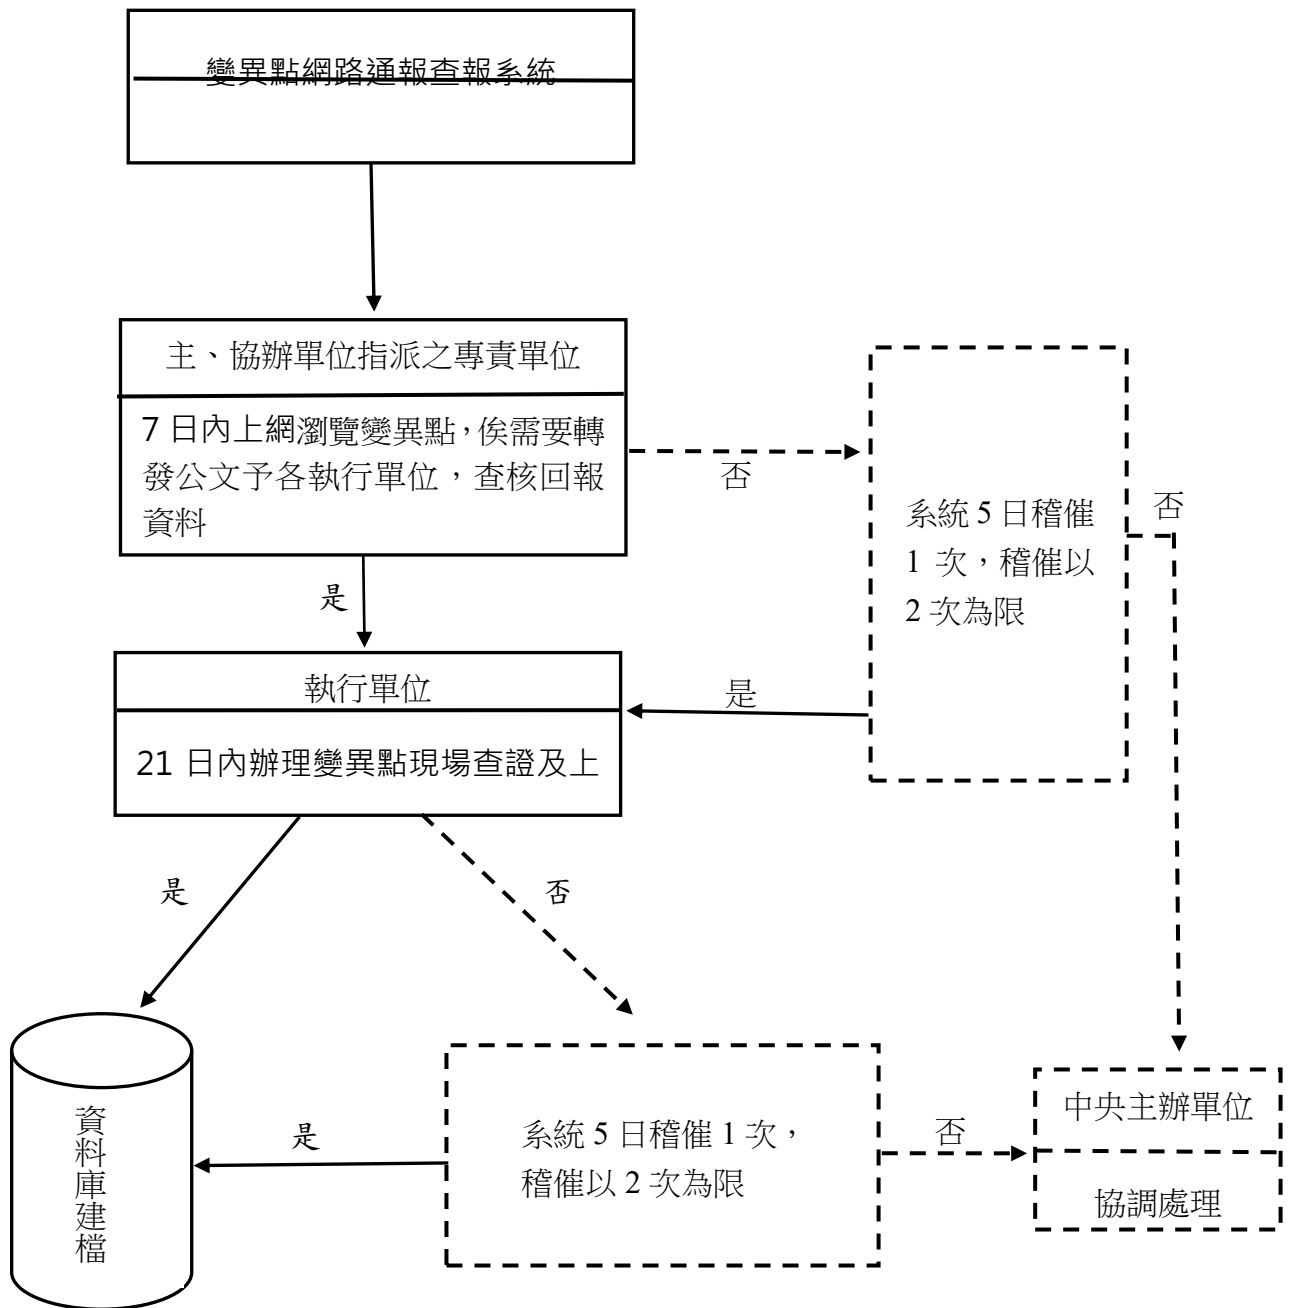 變異點網路通報查報系統
主、協辦單位指派之專責單位
7 日內上網瀏覽變異點，俟需要轉
發公文予各執行單位，查核回報
資料
否
系統 5 日稽催
1 次，稽催以
2 次為限
否
是
執行單位
是
21 日內辦理變異點現場查證及上
是
否
資料庫建檔
是
系統 5 日稽催 1 次，
稽催以 2 次為限
否
中央主辦單位
協調處理